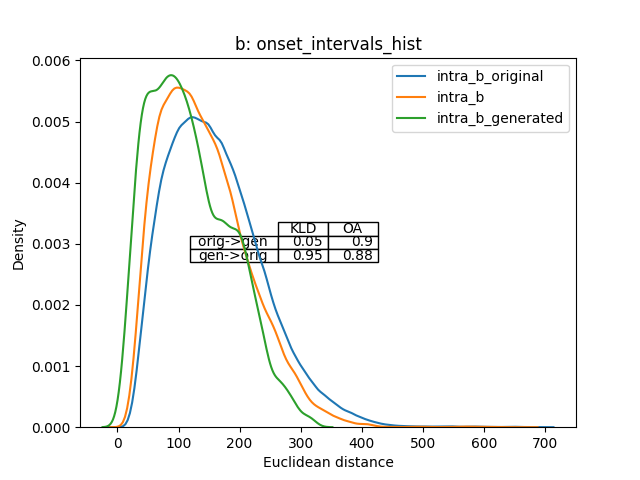 b: onset_intervals_hist
intra_b_original
intra_b
intra_b_generated
0.006
0.005
0.004
0.003
0.002
0.001
0.000
Density
KLD OA
orig->gen 0.05 0.9
gen->orig 0.95 0.88
0 100 200 300 400 500 600 700
Euclidean distance